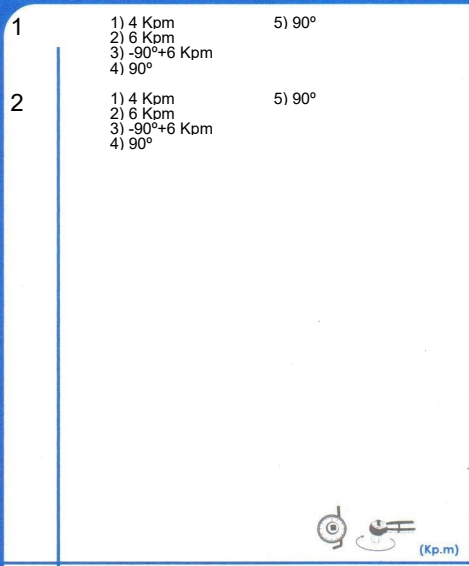 1
1) 4 Kpm 5) 90º
2) 6 Kpm
3) -90º+6 Kpm
4) 90º
2
1) 4 Kpm 5) 90º
2) 6 Kpm
3) -90º+6 Kpm
4) 90º
(Kp.m)